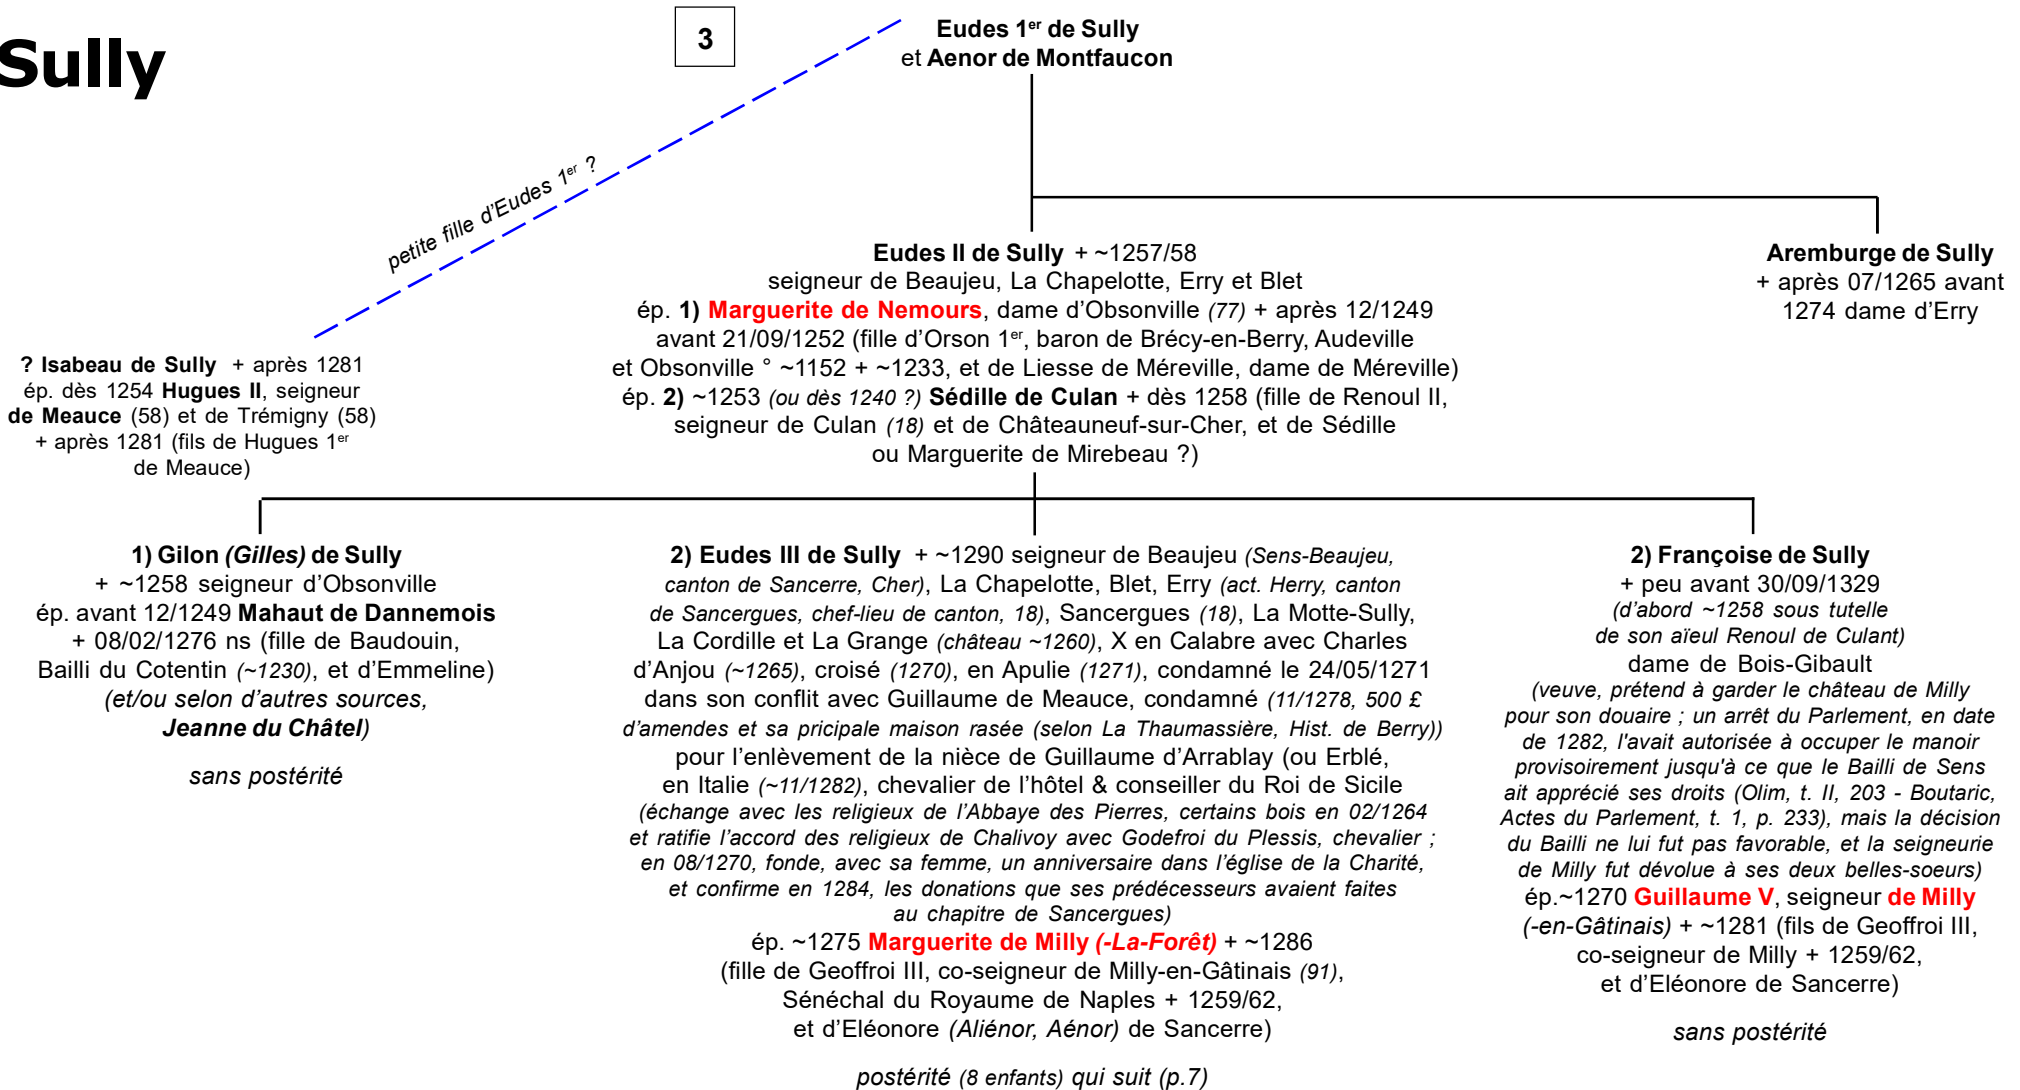 Sully
3
Eudes 1er de Sully
et Aenor de Montfaucon
petite fille d'Eudes 1er ?
Eudes II de Sully + ~1257/58
seigneur de Beaujeu, La Chapelotte, Erry et Blet
ép. 1) Marguerite de Nemours, dame d'Obsonville (77) + après 12/1249
avant 21/09/1252 (fille d'Orson 1er, baron de Brécy-en-Berry, Audeville
et Obsonville ° ~1152 + ~1233, et de Liesse de Méreville, dame de Méreville)
ép. 2) ~1253 (ou dès 1240 ?) Sédille de Culan + dès 1258 (fille de Renoul II,
seigneur de Culan (18) et de Châteauneuf-sur-Cher, et de Sédille
ou Marguerite de Mirebeau ?)
Aremburge de Sully
+ après 07/1265 avant
1274 dame d'Erry
? Isabeau de Sully + après 1281
ép. dès 1254 Hugues II, seigneur
de Meauce (58) et de Trémigny (58)
+ après 1281 (fils de Hugues 1er
de Meauce)
1) Gilon (Gilles) de Sully
+ ~1258 seigneur d'Obsonville
ép. avant 12/1249 Mahaut de Dannemois
+ 08/02/1276 ns (fille de Baudouin,
Bailli du Cotentin (~1230), et d'Emmeline)
(et/ou selon d'autres sources,
Jeanne du Châtel)
sans postérité
2) Eudes III de Sully + ~1290 seigneur de Beaujeu (Sens-Beaujeu,
canton de Sancerre, Cher), La Chapelotte, Blet, Erry (act. Herry, canton
de Sancergues, chef-lieu de canton, 18), Sancergues (18), La Motte-Sully,
La Cordille et La Grange (château ~1260), X en Calabre avec Charles
d'Anjou (~1265), croisé (1270), en Apulie (1271), condamné le 24/05/1271
dans son conflit avec Guillaume de Meauce, condamné (11/1278, 500 £
d'amendes et sa pricipale maison rasée (selon La Thaumassière, Hist. de Berry))
pour l'enlèvement de la nièce de Guillaume d'Arrablay (ou Erblé,
en Italie (~11/1282), chevalier de l'hôtel & conseiller du Roi de Sicile
(échange avec les religieux de l'Abbaye des Pierres, certains bois en 02/1264
et ratifie l'accord des religieux de Chalivoy avec Godefroi du Plessis, chevalier ;
en 08/1270, fonde, avec sa femme, un anniversaire dans l'église de la Charité,
et confirme en 1284, les donations que ses prédécesseurs avaient faites
au chapitre de Sancergues)
ép. ~1275 Marguerite de Milly (-La-Forêt) + ~1286
(fille de Geoffroi III, co-seigneur de Milly-en-Gâtinais (91),
Sénéchal du Royaume de Naples + 1259/62,
et d'Eléonore (Aliénor, Aénor) de Sancerre)
postérité (8 enfants) qui suit (p.7)
2) Françoise de Sully
+ peu avant 30/09/1329
(d'abord ~1258 sous tutelle
de son aïeul Renoul de Culant)
dame de Bois-Gibault
(veuve, prétend à garder le château de Milly
pour son douaire ; un arrêt du Parlement, en date
de 1282, l'avait autorisée à occuper le manoir
provisoirement jusqu'à ce que le Bailli de Sens
ait apprécié ses droits (Olim, t. II, 203 - Boutaric,
Actes du Parlement, t. 1, p. 233), mais la décision
du Bailli ne lui fut pas favorable, et la seigneurie
de Milly fut dévolue à ses deux belles-soeurs)
ép.~1270 Guillaume V, seigneur de Milly
(-en-Gâtinais) + ~1281 (fils de Geoffroi III,
co-seigneur de Milly + 1259/62,
et d'Eléonore de Sancerre)
sans postérité